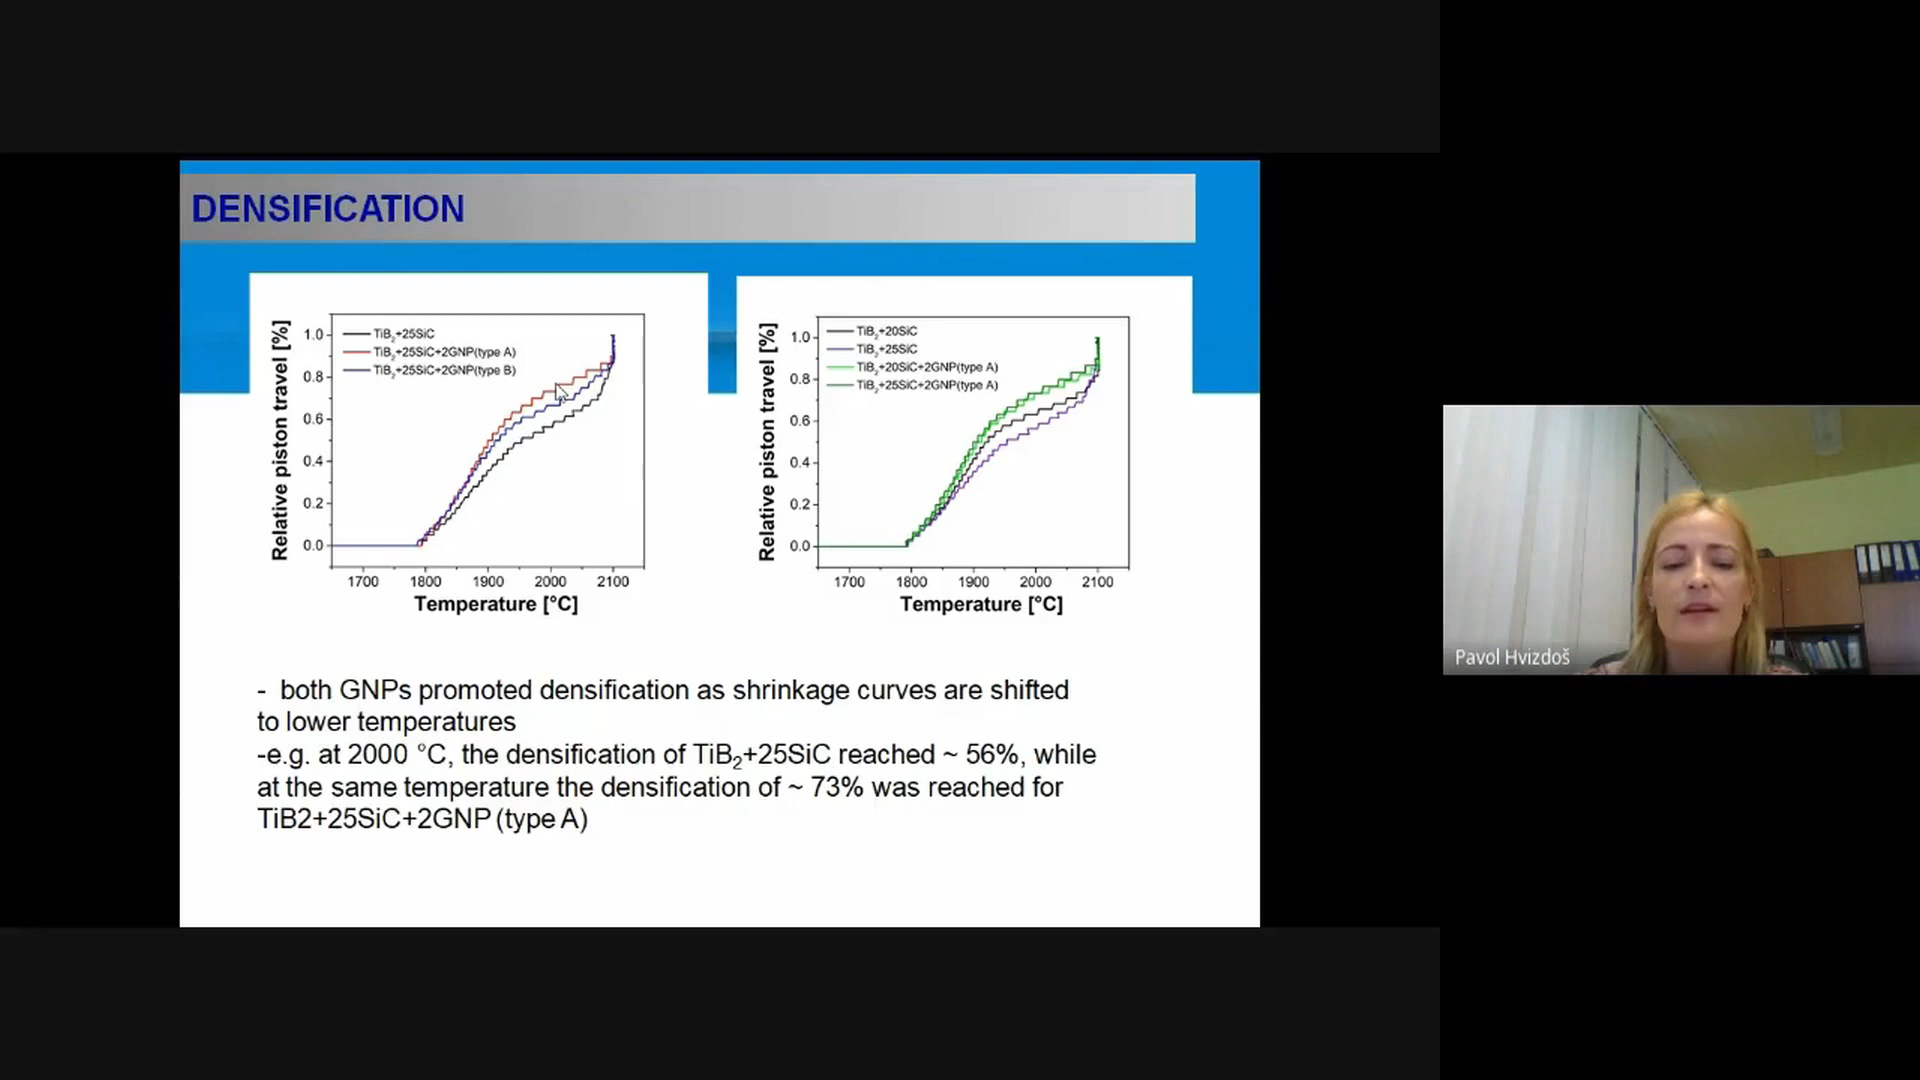 DENSIFICATION
TiB2+25SiC
TiB2+25SiC+2GNP(type A)
TiB2+25SiC+2GNP(type B)
Relative piston travel [%]
1.0
0.8
0.6
0.4
0.2
0.0
1700 1800 1900 2000 2100
Temperature [°C]
TiB2+20SiC
TiB2+25SiC
TiB2+20SiC+2GNP(type A)
TiB2+25SiC+2GNP(type A)
Relative piston travel [%]
1.0
0.8
0.6
0.4
0.2
0.0
1700 1800 1900 2000 2100
Temperature [°C]
- both GNPs promoted densification as shrinkage curves are shifted
to lower temperatures
-e.g. at 2000 °C, the densification of TiB2+25SiC reached ~ 56%, while
at the same temperature the densification of ~ 73% was reached for
TiB2+25SiC+2GNP (type A)
Pavol Hvizdoš